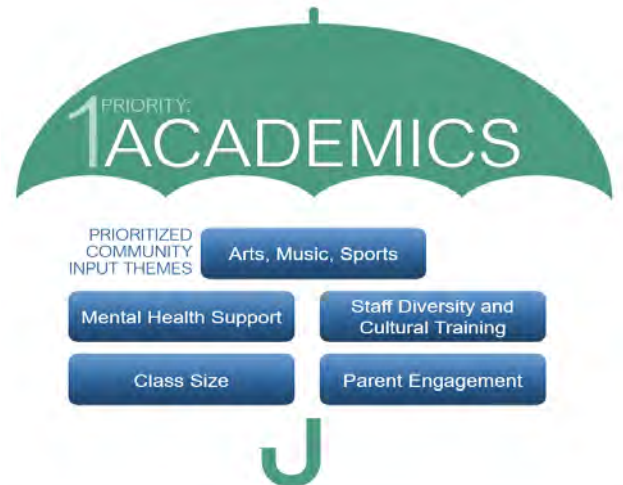 1 PRIORITY:
ACADEMICS
PRIORITIZED
COMMUNITY
INPUT THEMES
Arts, Music, Sports
Mental Health Support
Staff Diversity and
Cultural Training
Class Size
Parent Engagement